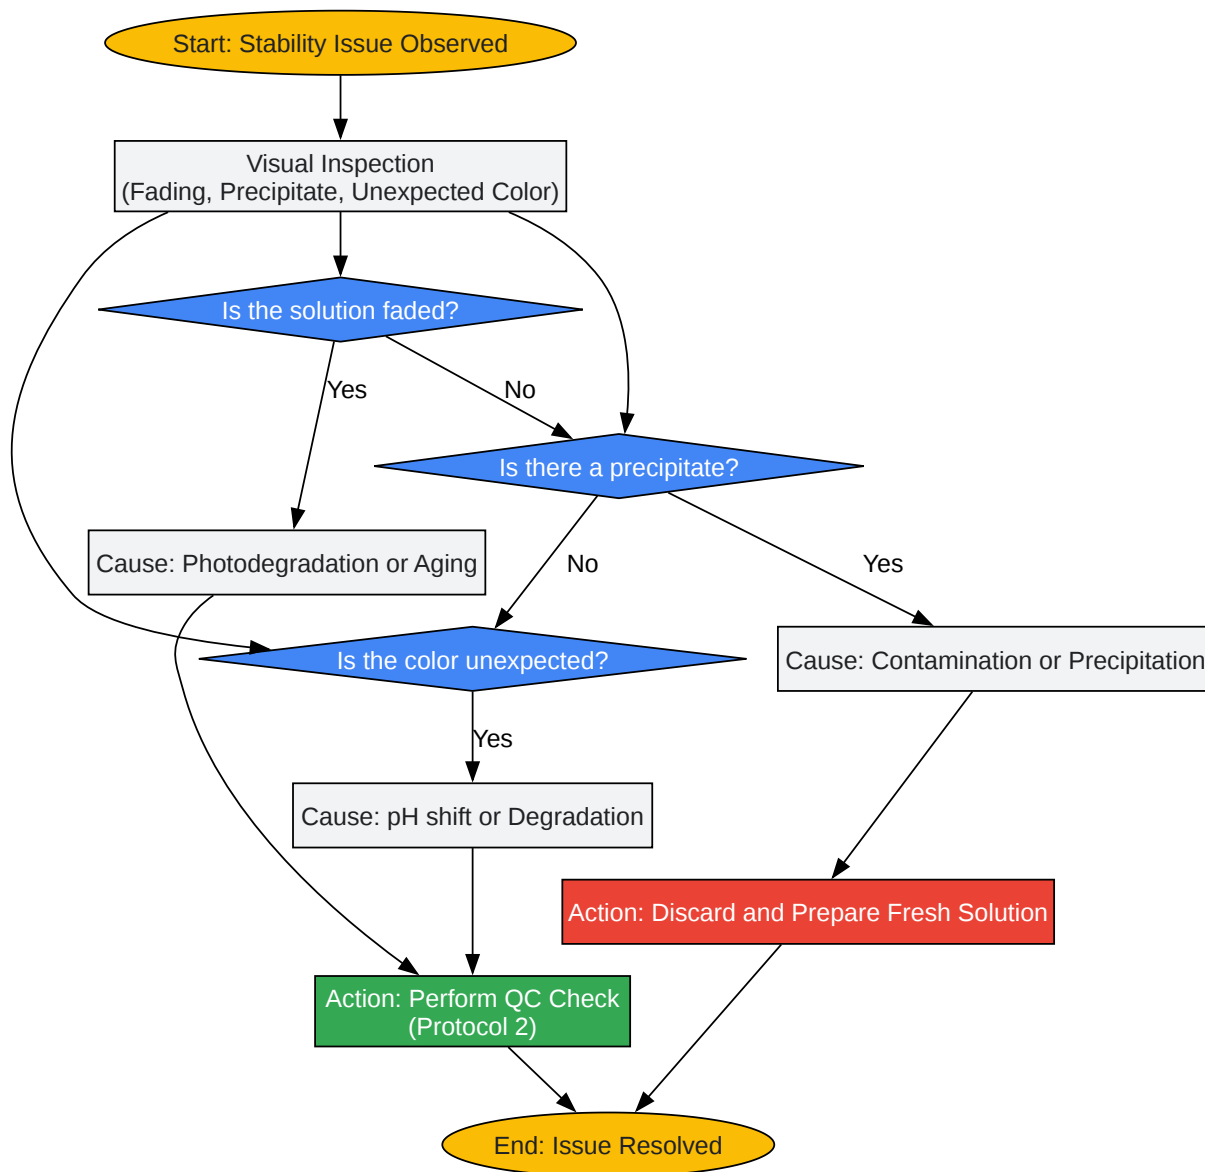 Start: Stability Issue Observed
Visual Inspection
(Fading, Precipitate, Unexpected Color)
Is the solution faded?
Yes
No
Is there a precipitate?
Cause: Photodegradation or Aging
No
Yes
Is the color unexpected?
Cause: Contamination or Precipitation
Yes
Cause: pH shift or Degradation
Action: Discard and Prepare Fresh Solution
Action: Perform QC Check
(Protocol 2)
End: Issue Resolved